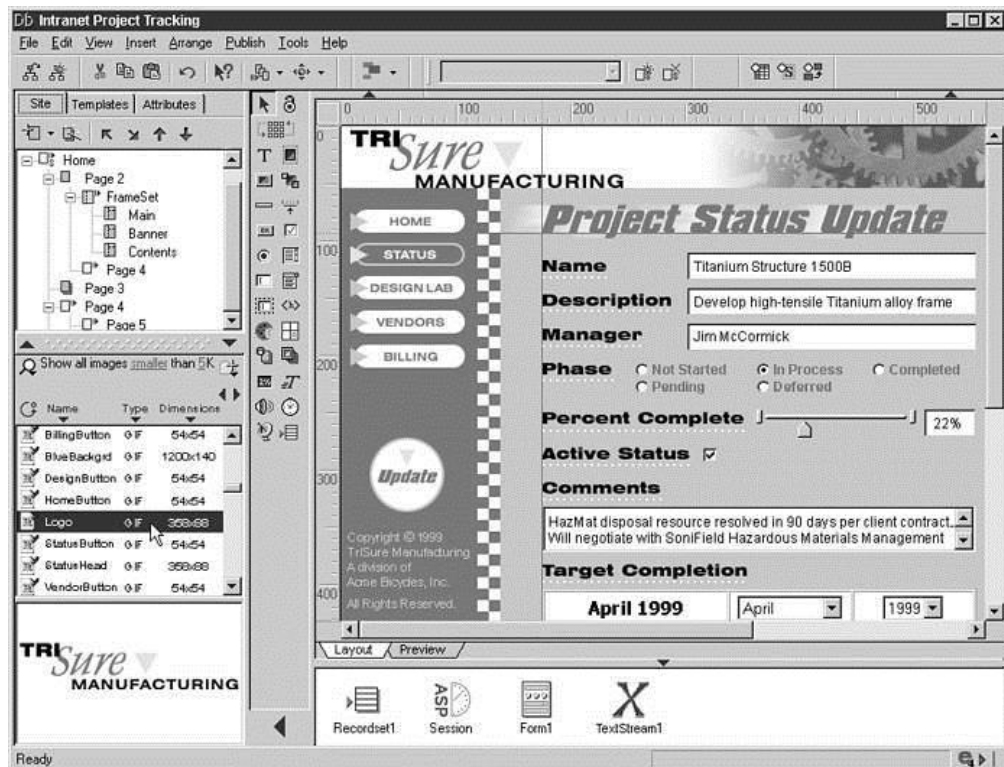 Db Intranet Project Tracking
File Edit View Insert Arrange Publish Tools Help
Site Templates Attributes
Home
Page 2
FrameSet
Main
Banner
Contents
Page 4
Page 3
Page 4
Page 5
Show all images smaller than 5K
Name Type Dimensions
BillingButton GIF 54x54
BlueBackgrd GIF 1200x140
DesignButton GIF 54x54
HomeButton GIF 54x54
Logo GIF 358x88
StatusButton GIF 54x54
StatusHead GIF 358x88
VendorButton GIF 54x54
TRI
Sure
MANUFACTURING
0 100 200 300 400 500
0
100
200
300
400
TRI
Sure
MANUFACTURING
HOME
STATUS
DESIGN LAB
VENDORS
BILLING
Update
Copyright © 1999
TriSure Manufacturing
A division of
Acme Bicycles, Inc.
All Rights Reserved.
Project Status Update
Name Titanium Structure 1500B
Description Develop high-tensile Titanium alloy frame
Manager Jim McCormick
Phase Not Started In Process Completed
Pending Deferred
Percent Complete 22%
Active Status
Comments
HazMat disposal resource resolved in 90 days per client contract.
Will negotiate with SoniField Hazardous Materials Management
Target Completion
April 1999 April 1999
Layout Preview
ASP
Recordset1 Session Form1 TextStream1
Ready